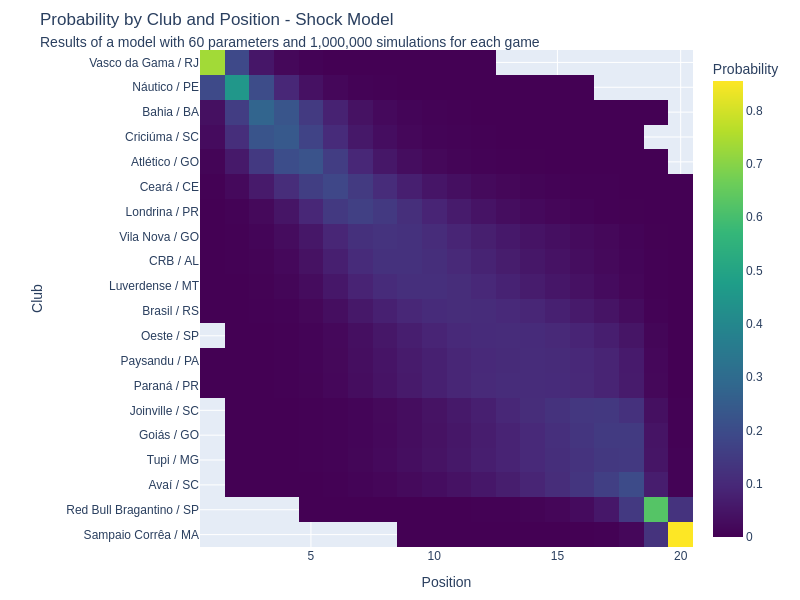 Probability by Club and Position - Shock Model
Results of a model with 60 parameters and 1,000,000 simulations for each game
Probability
Club
Vasco da Gama / RJ
Náutico / PE
Bahia / BA
Criciúma / SC
Atlético / GO
Ceará / CE
Londrina / PR
Vila Nova / GO
CRB / AL
Luverdense / MT
Brasil / RS
Oeste / SP
Paysandu / PA
Paraná / PR
Joinville / SC
Goiás / GO
Tupi / MG
Avaí / SC
Red Bull Bragantino / SP
Sampaio Corrêa / MA
0.8
0.7
0.6
0.5
0.4
0.3
0.2
0.1
0
5 10 15 20
Position